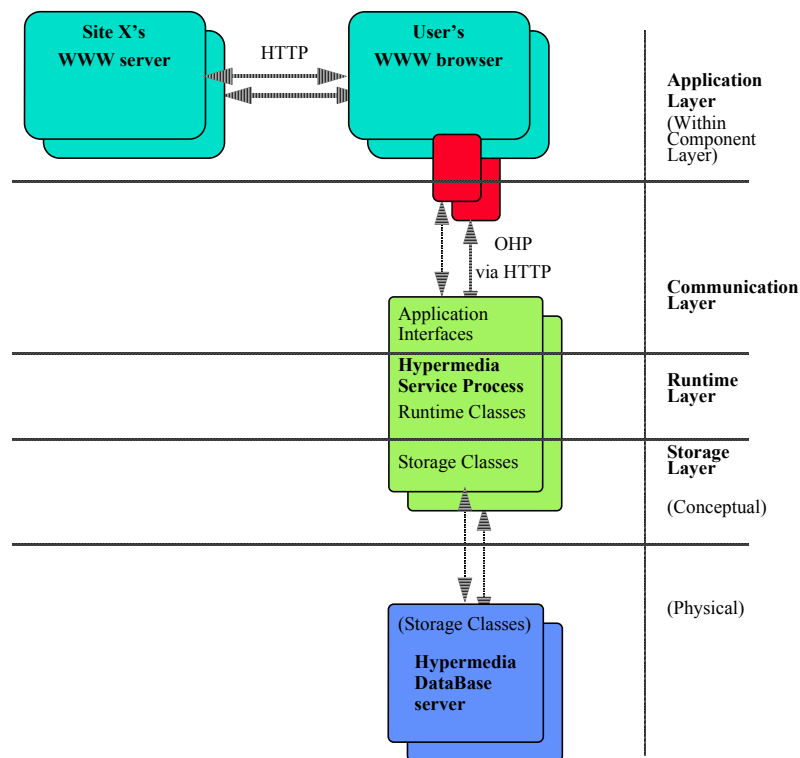 Site X's
WWW server
HTTP
User's
WWW browser
Application
Layer
(Within
Component
Layer)
OHP
via HTTP
Communication
Layer
Application
Interfaces
Hypermedia
Service Process
Runtime Classes
Runtime
Layer
Storage Classes
Storage
Layer
(Conceptual)
(Storage Classes)
Hypermedia
DataBase
server
(Physical)